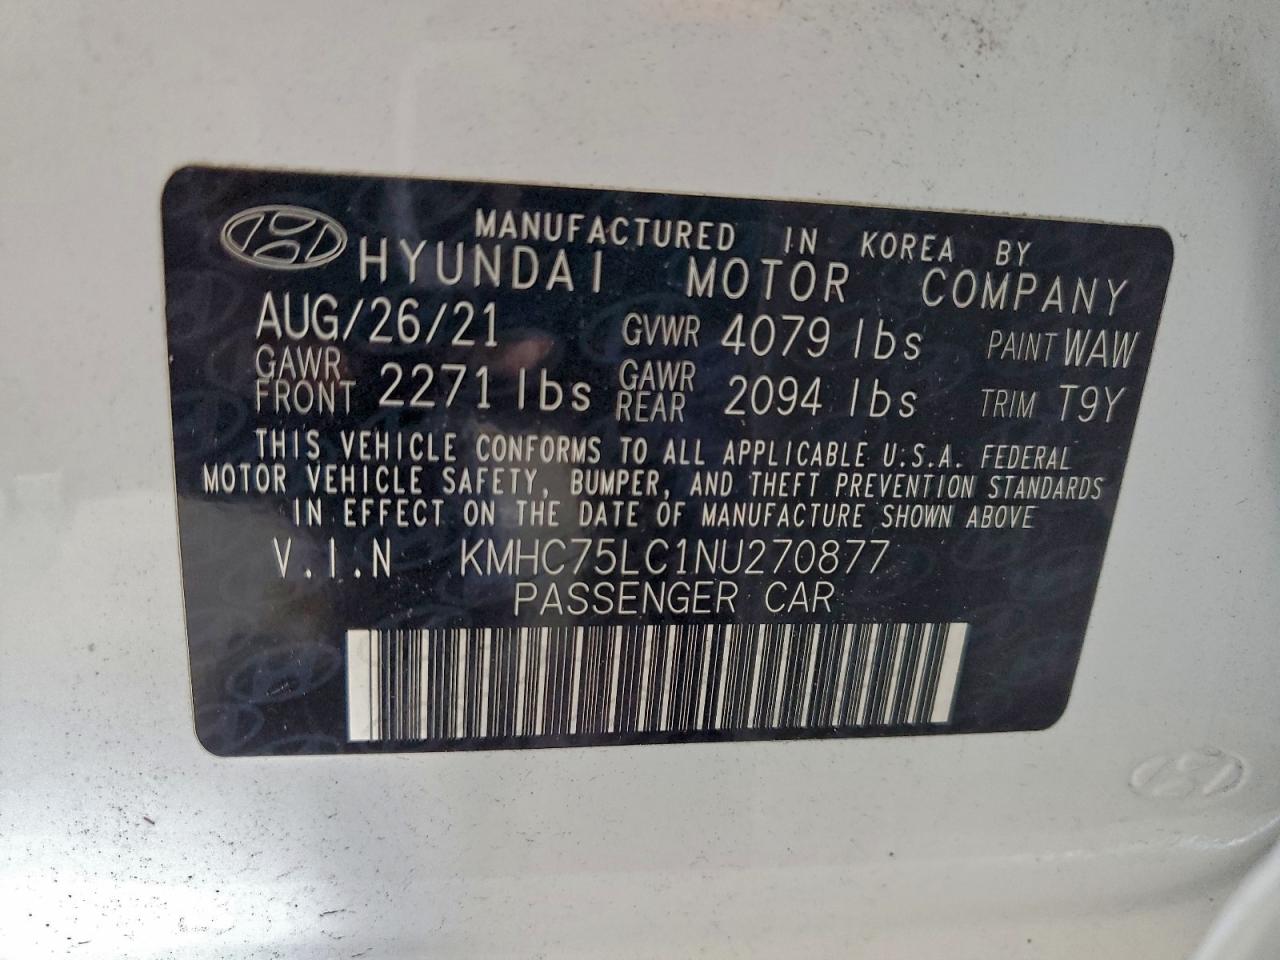 MANUFACTURED IN KOREA BY
HYUNDAI MOTOR COMPANY
AUG/26/21 GVWR 4079 lbs PAINT WAW
GAWR FRONT 2271 lbs GAWR REAR 2094 lbs TRIM T9Y
THIS VEHICLE CONFORMS TO ALL APPLICABLE U.S.A. FEDERAL
MOTOR VEHICLE SAFETY, BUMPER, AND THEFT PREVENTION STANDARDS
IN EFFECT ON THE DATE OF MANUFACTURE SHOWN ABOVE
V.I.N KMHC75LC1NU270877
PASSENGER CAR